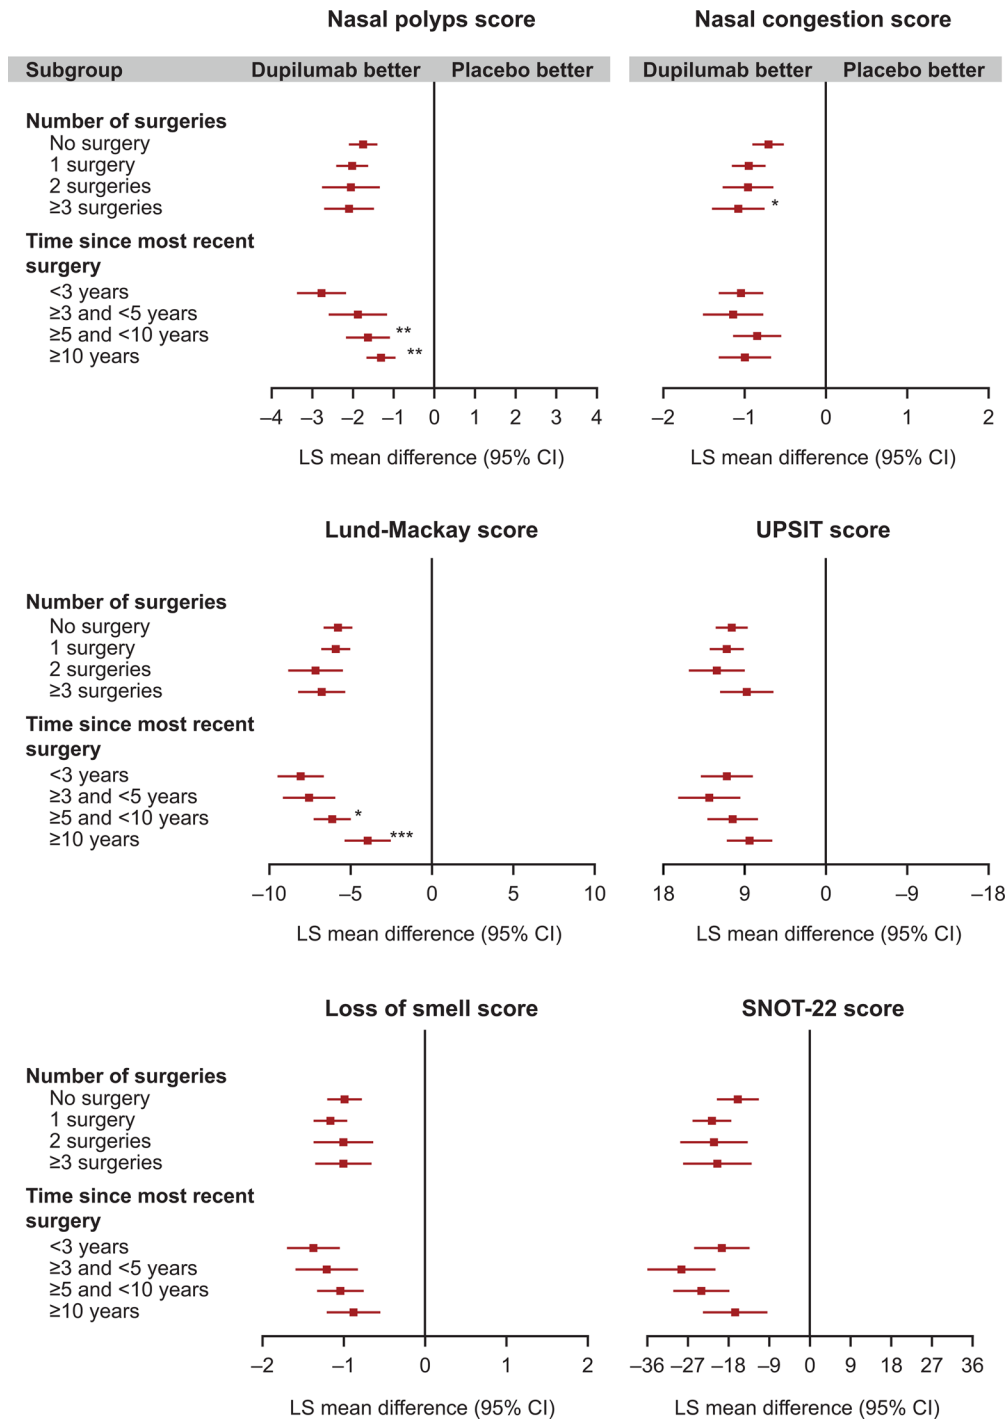 Nasal polyps score
Nasal congestion score
Subgroup Dupilumab better Placebo better Dupilumab better Placebo better
Number of surgeries
No surgery
1 surgery
2 surgeries
≥3 surgeries *
Time since most recent
surgery
<3 years
≥3 and <5 years
≥5 and <10 years **
≥10 years **
–4 –3 –2 –1 0 1 2 3 4
–2 –1 0 1 2
LS mean difference (95% CI)
LS mean difference (95% CI)
Lund-Mackay score
UPSIT score
Number of surgeries
No surgery
1 surgery
2 surgeries
≥3 surgeries
Time since most recent
surgery
<3 years
≥3 and <5 years
≥5 and <10 years *
≥10 years ***
–10 –5 0 5 10
18 9 0 –9 –18
LS mean difference (95% CI)
LS mean difference (95% CI)
Loss of smell score
SNOT-22 score
Number of surgeries
No surgery
1 surgery
2 surgeries
≥3 surgeries
Time since most recent
surgery
<3 years
≥3 and <5 years
≥5 and <10 years
≥10 years
–2 –1 0 1 2
–36 –27 –18 –9 0 9 18 27 36
LS mean difference (95% CI)
LS mean difference (95% CI)